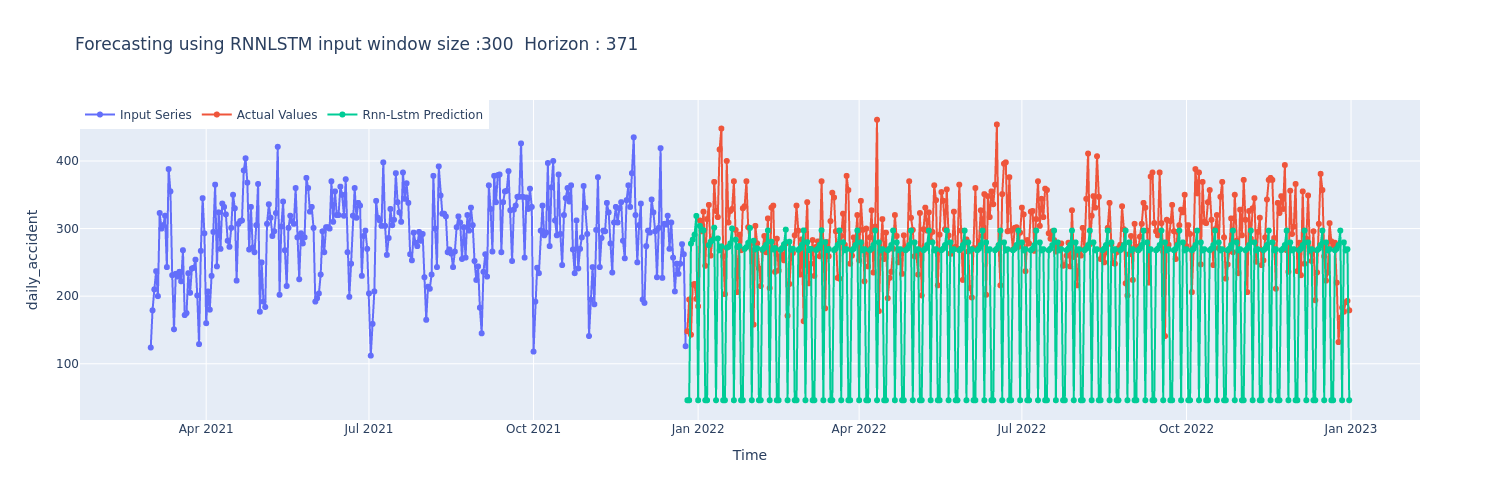 Forecasting using RNNLSTM input window size :300  Horizon : 371
Input Series
Actual Values
Rnn-Lstm Prediction
400
300
200
100
daily_accident
Apr 2021
Jul 2021
Oct 2021
Jan 2022
Apr 2022
Jul 2022
Oct 2022
Jan 2023
Time